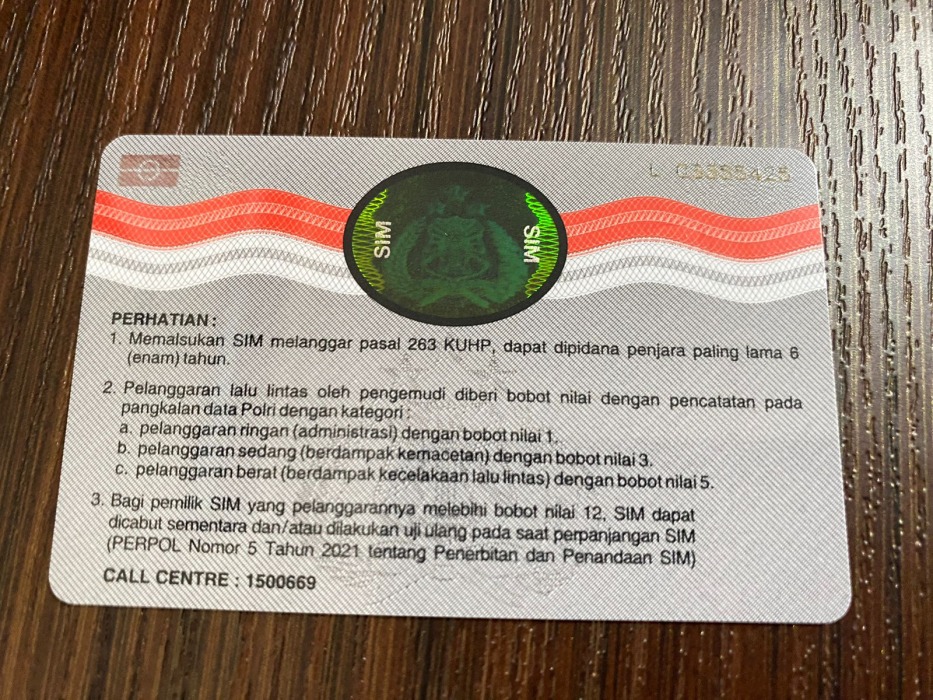 SIM
SIM
PERHATIAN :
1. Memalsukan SIM melanggar pasal 263 KUHP, dapat dipidana penjara paling lama 6
(enam) tahun.
2. Pelanggaran lalu lintas oleh pengemudi diberi bobot nilai dengan pencatatan pada
pangkalan data Polri dengan kategori :
a. pelanggaran ringan (administrasi) dengan bobot nilai 1.
b. pelanggaran sedang (berdampak kemacetan) dengan bobot nilai 3.
c. pelanggaran berat (berdampak kecelakaan lalu lintas) dengan bobot nilai 5.
3. Bagi pemilik SIM yang pelanggarannya melebihi bobot nilai 12, SIM dapat
dicabut sementara dan/atau dilakukan uji ulang pada saat perpanjangan SIM
(PERPOL Nomor 5 Tahun 2021 tentang Penerbitan dan Penandaan SIM)
CALL CENTRE : 1500669